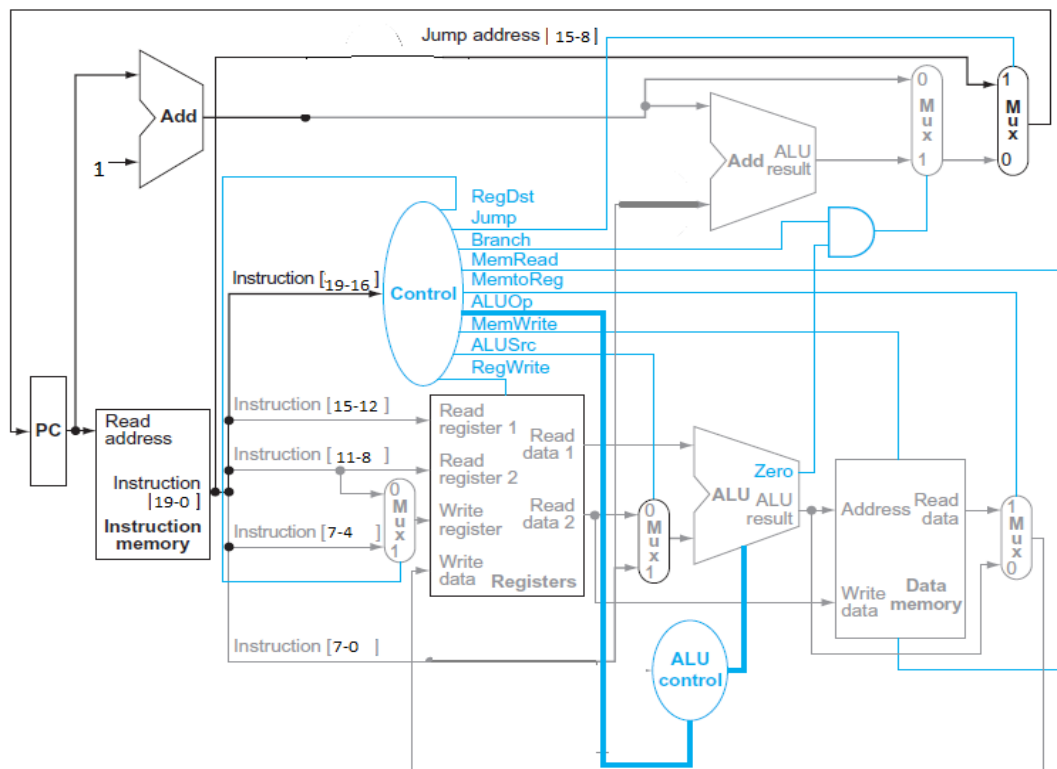 Jump address | 15-8]
Add
1
0
Mux
1
1
Mux
0
Add
ALU result
RegDst
Jump
Branch
MemRead
MemtoReg
ALUOp
MemWrite
ALUSrc
RegWrite
Control
Instruction [19-16]
PC
Read address
Instruction |19-0 ]
Instruction memory
Instruction [15-12 ]
Instruction [ 11-8 ]
Instruction [7-4 ]
Instruction [7-0 ]
0
Mux
1
Read register 1
Read register 2
Write register
Write data
Read data 1
Read data 2
Registers
0
Mux
1
Zero
ALU
ALU result
ALU control
Address
Read data
Write data
Data memory
1
Mux
0